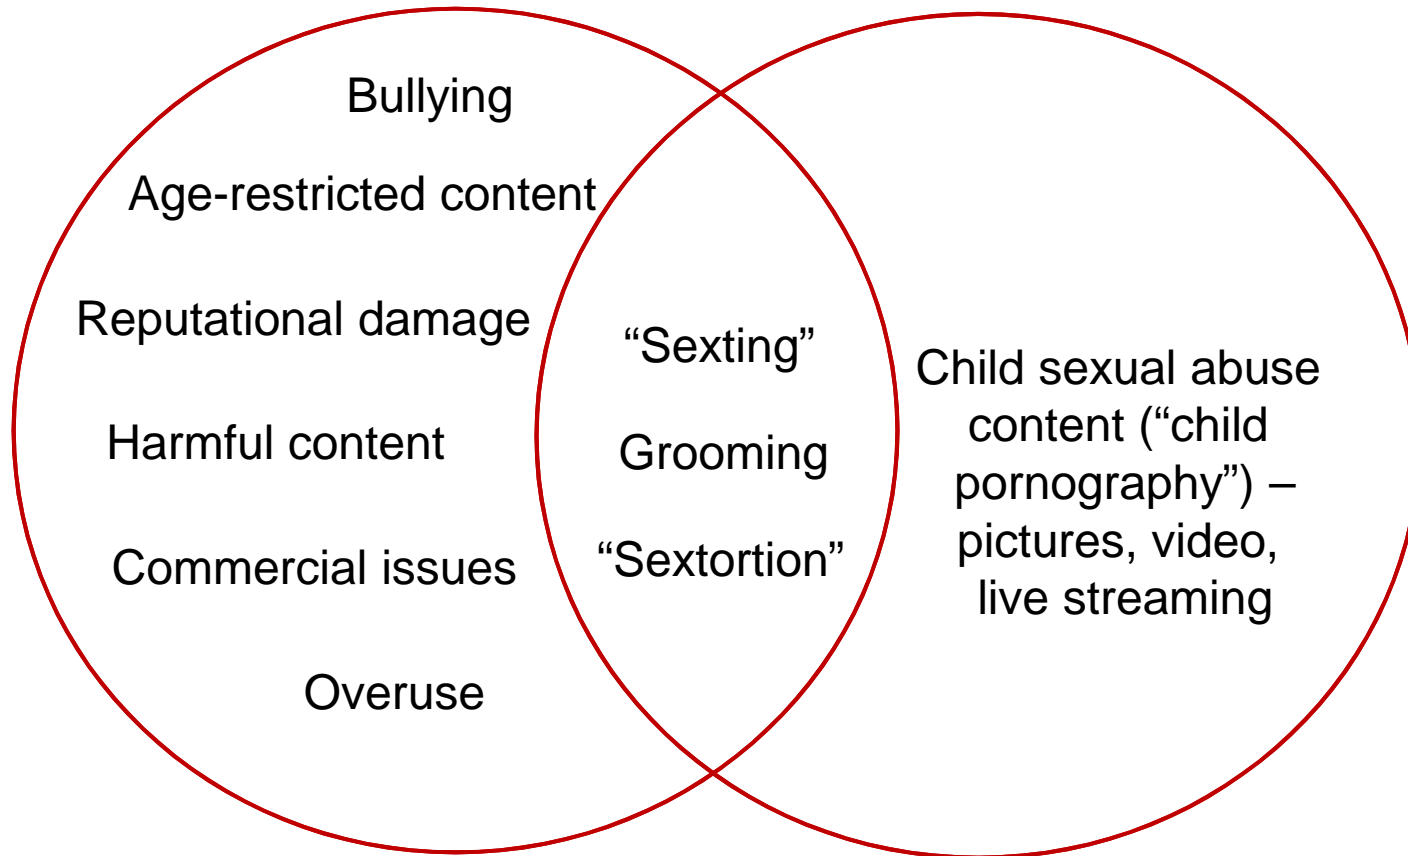 Bullying
Age-restricted content
Reputational damage
Harmful content
Commercial issues
Overuse
“Sexting”
Grooming
“Sextortion”
Child sexual abuse
content (“child
pornography”) –
pictures, video,
live streaming